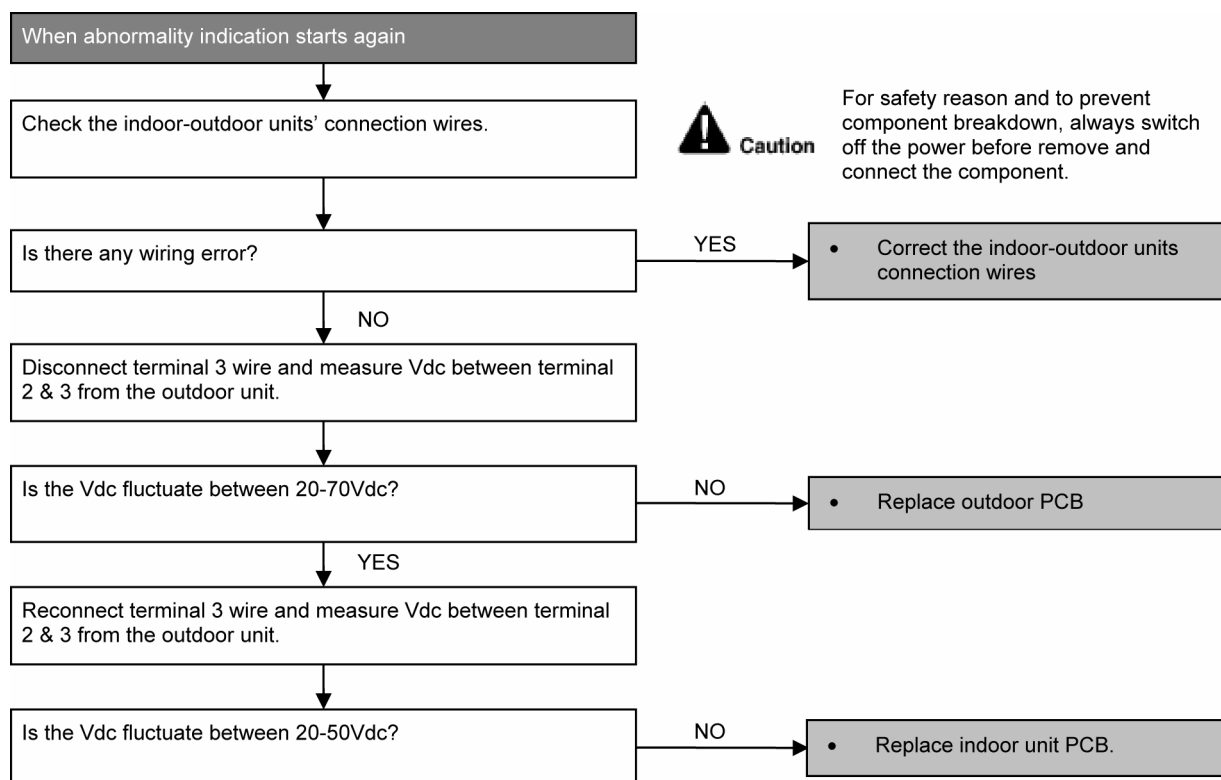 When abnormality indication starts again
Check the indoor-outdoor units' connection wires.
Caution
For safety reason and to prevent
component breakdown, always switch
off the power before remove and
connect the component.
Is there any wiring error?
YES
• Correct the indoor-outdoor units
connection wires
NO
Disconnect terminal 3 wire and measure Vdc between terminal
2 & 3 from the outdoor unit.
Is the Vdc fluctuate between 20-70Vdc?
NO
• Replace outdoor PCB
YES
Reconnect terminal 3 wire and measure Vdc between terminal
2 & 3 from the outdoor unit.
Is the Vdc fluctuate between 20-50Vdc?
NO
• Replace indoor unit PCB.